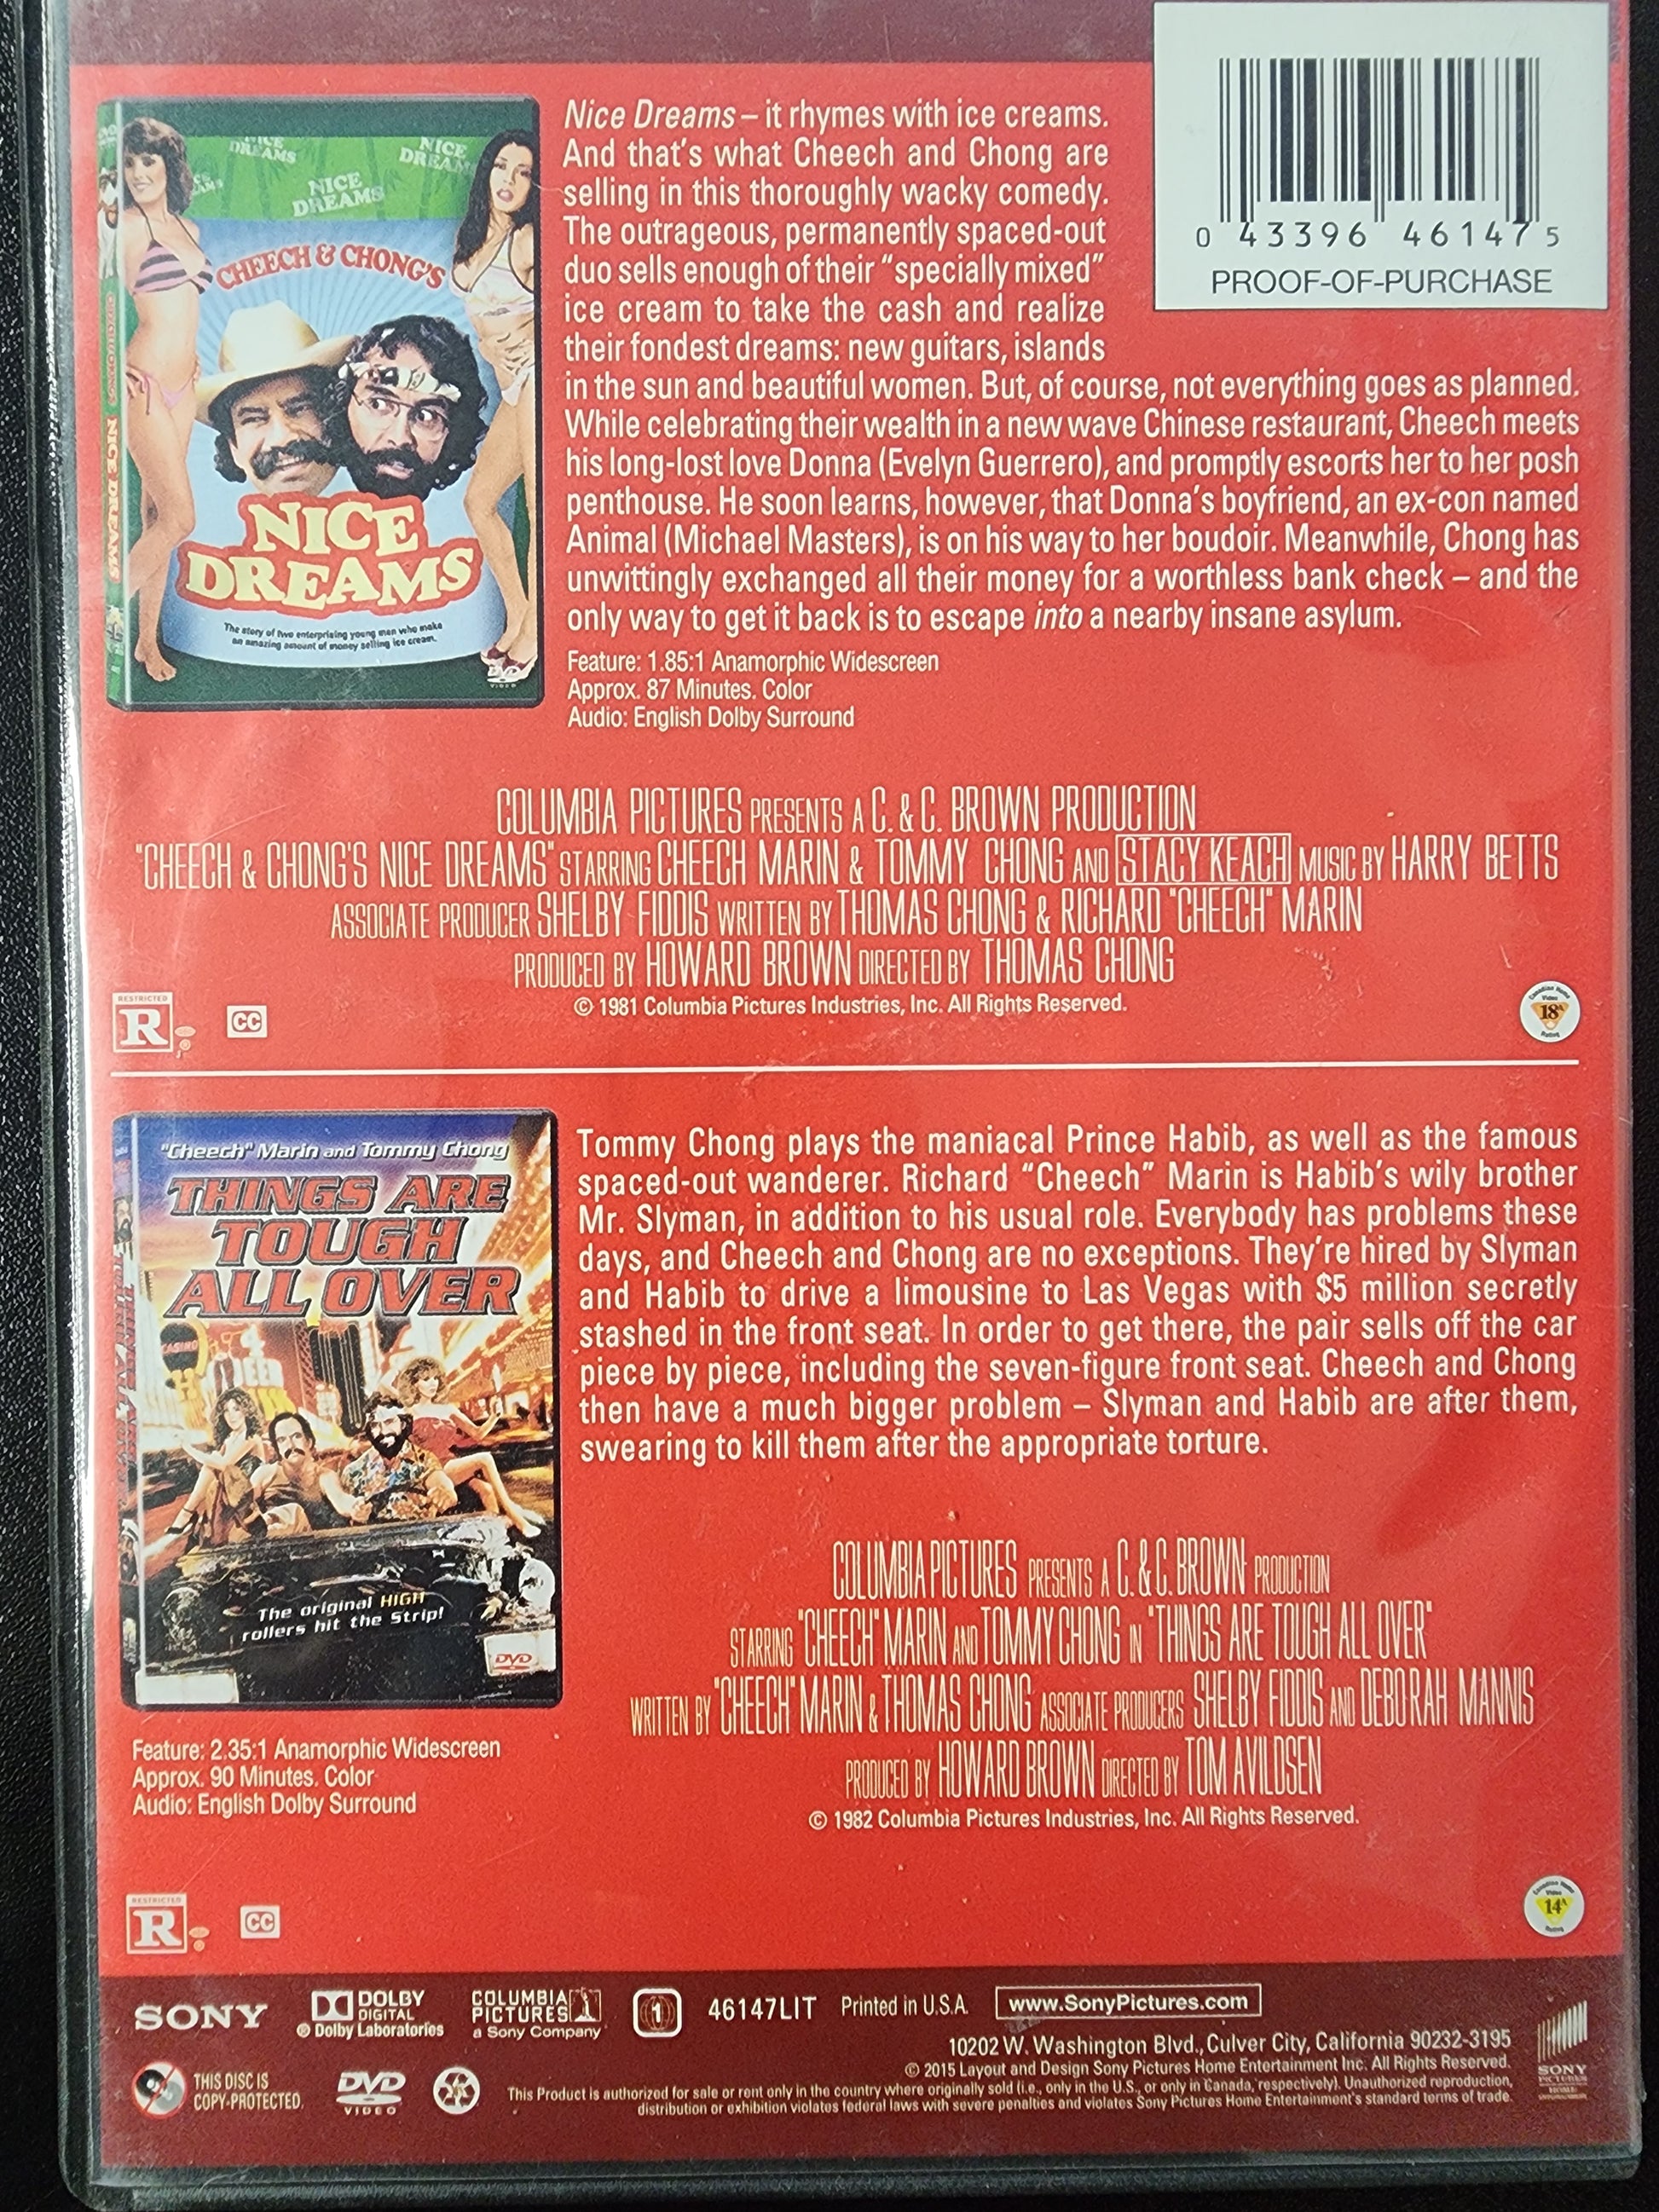 Nice Dreams – it rhymes with ice creams.
And that's what Cheech and Chong are
selling in this thoroughly wacky comedy.
The outrageous, permanently spaced-out
duo sells enough of their “specially mixed”
ice cream to take the cash and realize
their fondest dreams: new guitars, islands
in the sun and beautiful women. But, of course, not everything goes as planned.
While celebrating their wealth in a new wave Chinese restaurant, Cheech meets
his long-lost love Donna (Evelyn Guerrero), and promptly escorts her to her posh
penthouse. He soon learns, however, that Donna's boyfriend, an ex-con named
Animal (Michael Masters), is on his way to her boudoir. Meanwhile, Chong has
unwittingly exchanged all their money for a worthless bank check – and the
only way to get it back is to escape into a nearby insane asylum.
Feature: 1.85:1 Anamorphic Widescreen
Approx. 87 Minutes. Color
Audio: English Dolby Surround
0 43396 46147 5
PROOF-OF-PURCHASE
NICE DREAMS
NICE DREAMS
NICE DREAMS
CHEECH & CHONG'S
NICE
DREAMS
The story of two enterprising young men who make
an amazing amount of money selling ice cream.
DVD
VIDEO
NICE DREAMS
COLUMBIA PICTURES PRESENTS A C. & C. BROWN PRODUCTION
"CHEECH & CHONG'S NICE DREAMS" STARRING CHEECH MARIN & TOMMY CHONG AND STACY KEACH MUSIC BY HARRY BETTS
ASSOCIATE PRODUCER SHELBY FIDDIS WRITTEN BY THOMAS CHONG & RICHARD "CHEECH" MARIN
PRODUCED BY HOWARD BROWN DIRECTED BY THOMAS CHONG
© 1981 Columbia Pictures Industries, Inc. All Rights Reserved.
RESTRICTED
R
CC
Canadian Home
Video
18A
Rating
"Cheech" Marin and Tommy Chong
THINGS ARE
TOUGH
ALL OVER
CASINO
The original HIGH
rollers hit the Strip!
DVD
Tommy Chong plays the maniacal Prince Habib, as well as the famous
spaced-out wanderer. Richard “Cheech” Marin is Habib's wily brother
Mr. Slyman, in addition to his usual role. Everybody has problems these
days, and Cheech and Chong are no exceptions. They're hired by Slyman
and Habib to drive a limousine to Las Vegas with $5 million secretly
stashed in the front seat. In order to get there, the pair sells off the car
piece by piece, including the seven-figure front seat. Cheech and Chong
then have a much bigger problem – Slyman and Habib are after them,
swearing to kill them after the appropriate torture.
COLUMBIA PICTURES PRESENTS A C. & C. BROWN PRODUCTION
STARRING "CHEECH" MARIN AND TOMMY CHONG IN "THINGS ARE TOUGH ALL OVER"
WRITTEN BY "CHEECH" MARIN & THOMAS CHONG ASSOCIATE PRODUCERS SHELBY FIDDIS AND DEBORAH MANNIS
PRODUCED BY HOWARD BROWN DIRECTED BY TOM AVILDSEN
© 1982 Columbia Pictures Industries, Inc. All Rights Reserved.
Feature: 2.35:1 Anamorphic Widescreen
Approx. 90 Minutes. Color
Audio: English Dolby Surround
RESTRICTED
R
CC
Canadian Home
Video
14A
Rating
SONY
DOLBY
DIGITAL
® Dolby Laboratories
COLUMBIA
PICTURES
a Sony Company
1
46147LIT Printed in U.S.A. www.SonyPictures.com
10202 W. Washington Blvd., Culver City, California 90232-3195
© 2015 Layout and Design Sony Pictures Home Entertainment Inc. All Rights Reserved.
This Product is authorized for sale or rent only in the country where originally sold (i.e., only in the U.S., or only in Canada, respectively). Unauthorized reproduction,
distribution or exhibition violates federal laws with severe penalties and violates Sony Pictures Home Entertainment's standard terms of trade.
THIS DISC IS
COPY-PROTECTED.
DVD
VIDEO
SONY
PICTURES
HOME